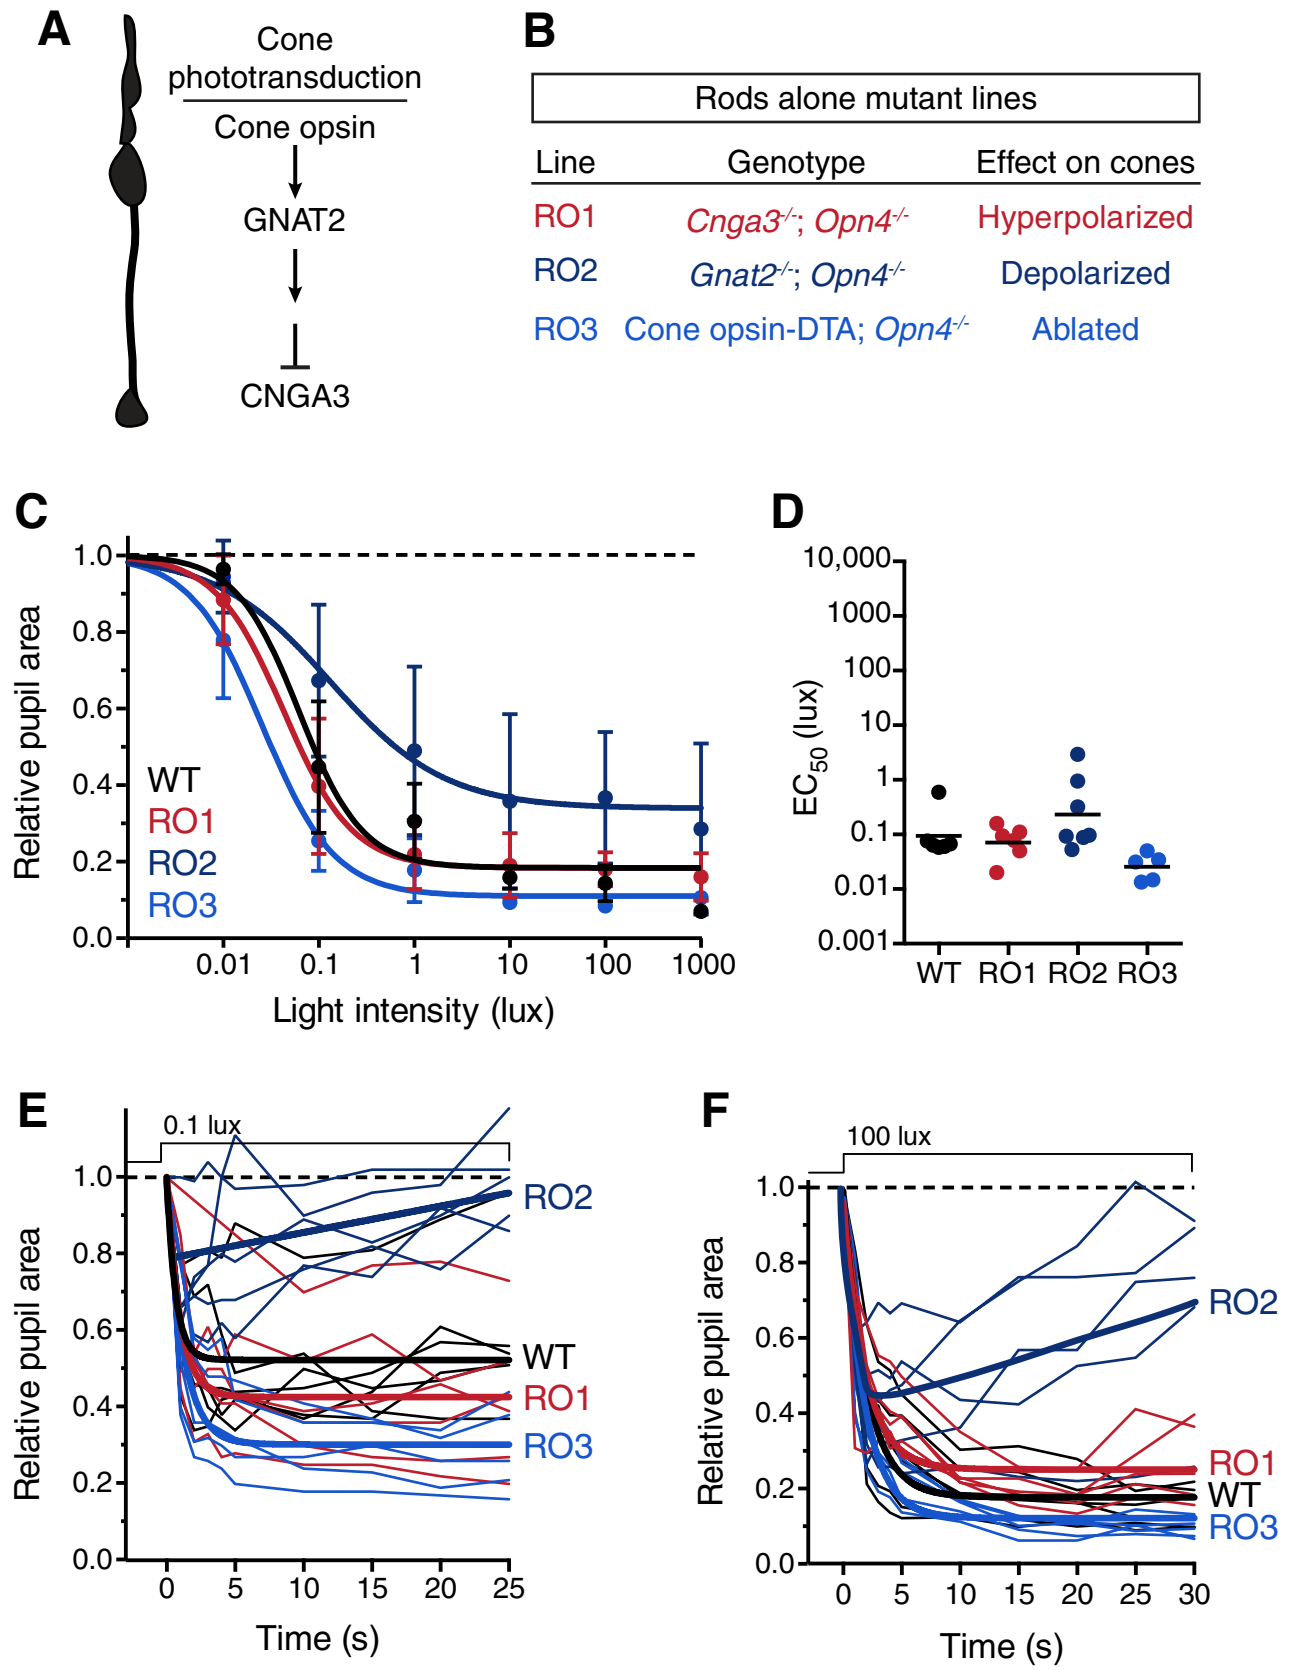 A
Cone
phototransduction
Cone opsin
GNAT2
CNGA3
B
Rods alone mutant lines
Line Genotype Effect on cones
RO1 Cnga3-/-; Opn4-/- Hyperpolarized
RO2 Gnat2-/-; Opn4-/- Depolarized
RO3 Cone opsin-DTA; Opn4-/- Ablated
C
Relative pupil area
1.0
0.8
0.6
0.4
0.2
0.0
WT
RO1
RO2
RO3
0.01 0.1 1 10 100 1000
Light intensity (lux)
D
EC50 (lux)
10,000
1000
100
10
1
0.1
0.01
0.001
WT RO1 RO2 RO3
E
0.1 lux
Relative pupil area
1.0
0.8
0.6
0.4
0.2
0.0
RO2
WT
RO1
RO3
0 5 10 15 20 25
Time (s)
F
100 lux
Relative pupil area
1.0
0.8
0.6
0.4
0.2
0.0
RO2
RO1
WT
RO3
0 5 10 15 20 25 30
Time (s)